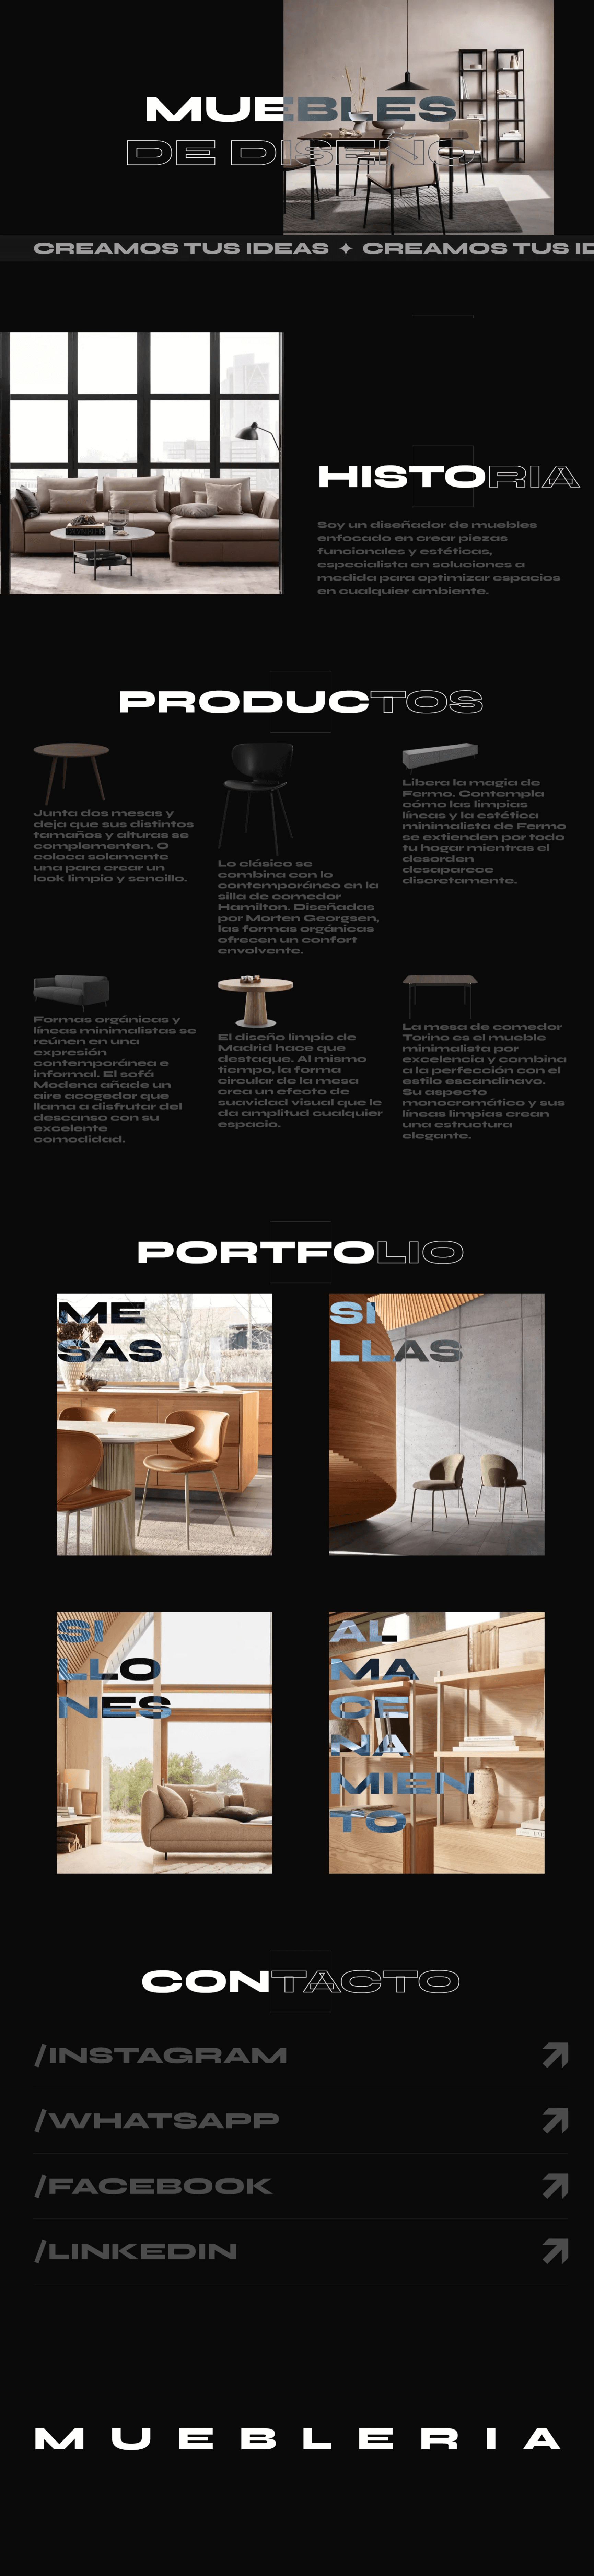 MUEBLES
DE DISEÑO
CREAMOS TUS IDEAS ✦ CREAMOS TUS ID
HISTORIA
Soy un diseñador de muebles
enfocado en crear piezas
funcionales y estéticas,
especialista en soluciones a
medida para optimizar espacios
en cualquier ambiente.
PRODUCTOS
Junta dos mesas y
deja que sus distintos
tamaños y alturas se
complementen. O
coloca solamente
una para crear un
look limpio y sencillo.
Lo clásico se
combina con lo
contemporáneo en la
silla de comedor
Hamilton. Diseñadas
por Morten Georgsen,
las formas orgánicas
ofrecen un confort
envolvente.
Libera la magia de
Fermo. Contempla
cómo las limpias
líneas y la estética
minimalista de Fermo
se extienden por todo
tu hogar mientras el
desorden
desaparece
discretamente.
Formas orgánicas y
líneas minimalistas se
reúnen en una
expresión
contemporánea e
informal. El sofá
Modena añade un
aire acogedor que
llama a disfrutar del
descanso con su
excelente
comodidad.
El diseño limpio de
Madrid hace que
destaque. Al mismo
tiempo, la forma
circular de la mesa
crea un efecto de
suavidad visual que le
da amplitud cualquier
espacio.
La mesa de comedor
Torino es el mueble
minimalista por
excelencia y combina
a la perfección con el
estilo escandinavo.
Su aspecto
monocromático y sus
líneas limpias crean
una estructura
elegante.
PORTFOLIO
ME
SAS
SI
LLAS
SI
LLO
NES
AL
MA
CE
NA
MIEN
TO
CONTACTO
/INSTAGRAM
/WHATSAPP
/FACEBOOK
/LINKEDIN
MUEBLERIA